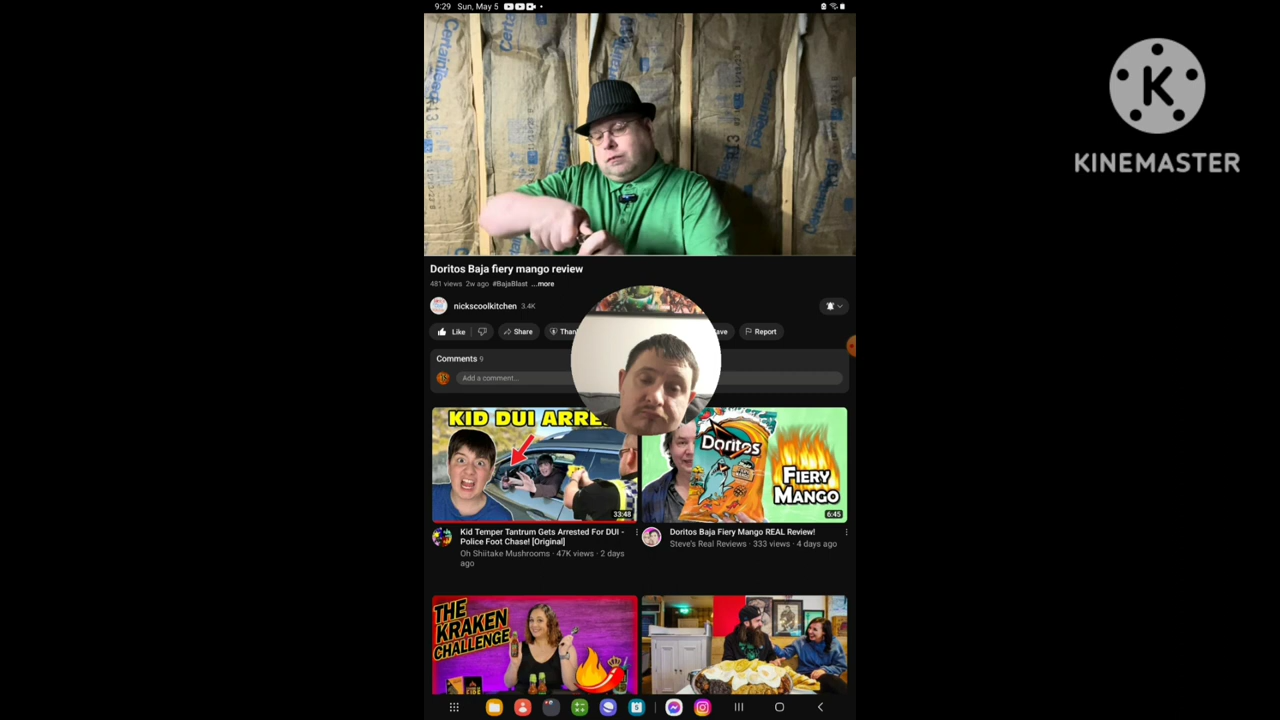 9:29 Sun, May 5
CertainTeed
R13
Doritos Baja fiery mango review
481 views 2w ago #BajaBlast ...more
nickscoolkitchen 3.4K
Like
Share
Report
Comments 9
Add a comment...
KID DUI ARRE
33:48
Doritos
FIERY
MANGO
6:45
Kid Temper Tantrum Gets Arrested For DUI -
Police Foot Chase! [Original]
Oh Shiitake Mushrooms · 47K views · 2 days
ago
Doritos Baja Fiery Mango REAL Review!
Steve's Real Reviews · 333 views · 4 days ago
THE
KRAKEN
CHALLENGE
K
KINEMASTER